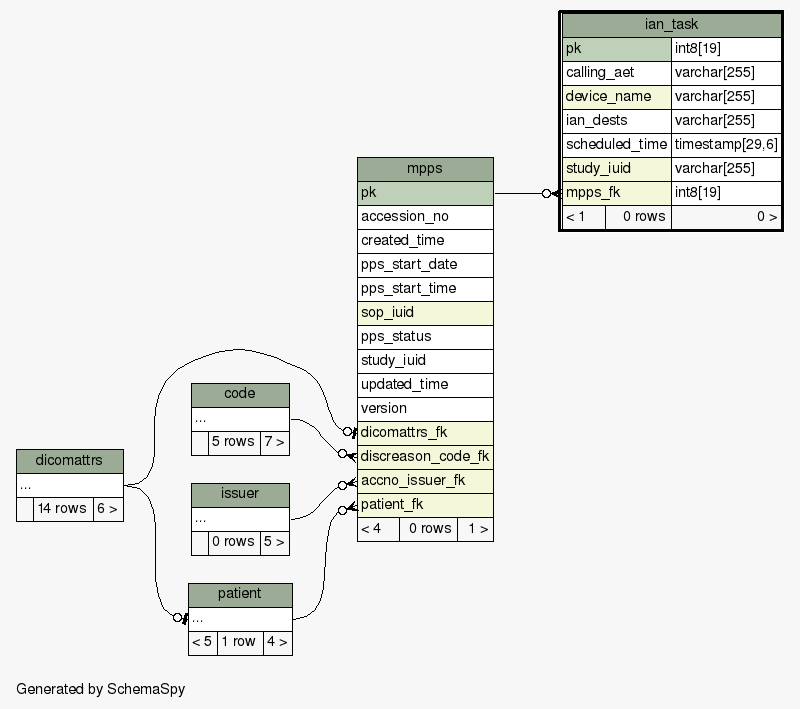 ian_task
pk int8[19]
calling_aet varchar[255]
device_name varchar[255]
ian_dests varchar[255]
scheduled_time timestamp[29,6]
study_iuid varchar[255]
mpps_fk int8[19]
< 1 0 rows 0 >
mpps
pk
accession_no
created_time
pps_start_date
pps_start_time
sop_iuid
pps_status
study_iuid
updated_time
version
dicomattrs_fk
discreason_code_fk
accno_issuer_fk
patient_fk
< 4 0 rows 1 >
code
...
5 rows 7 >
dicomattrs
...
14 rows 6 >
issuer
...
0 rows 5 >
patient
...
< 5 1 row 4 >
Generated by SchemaSpy